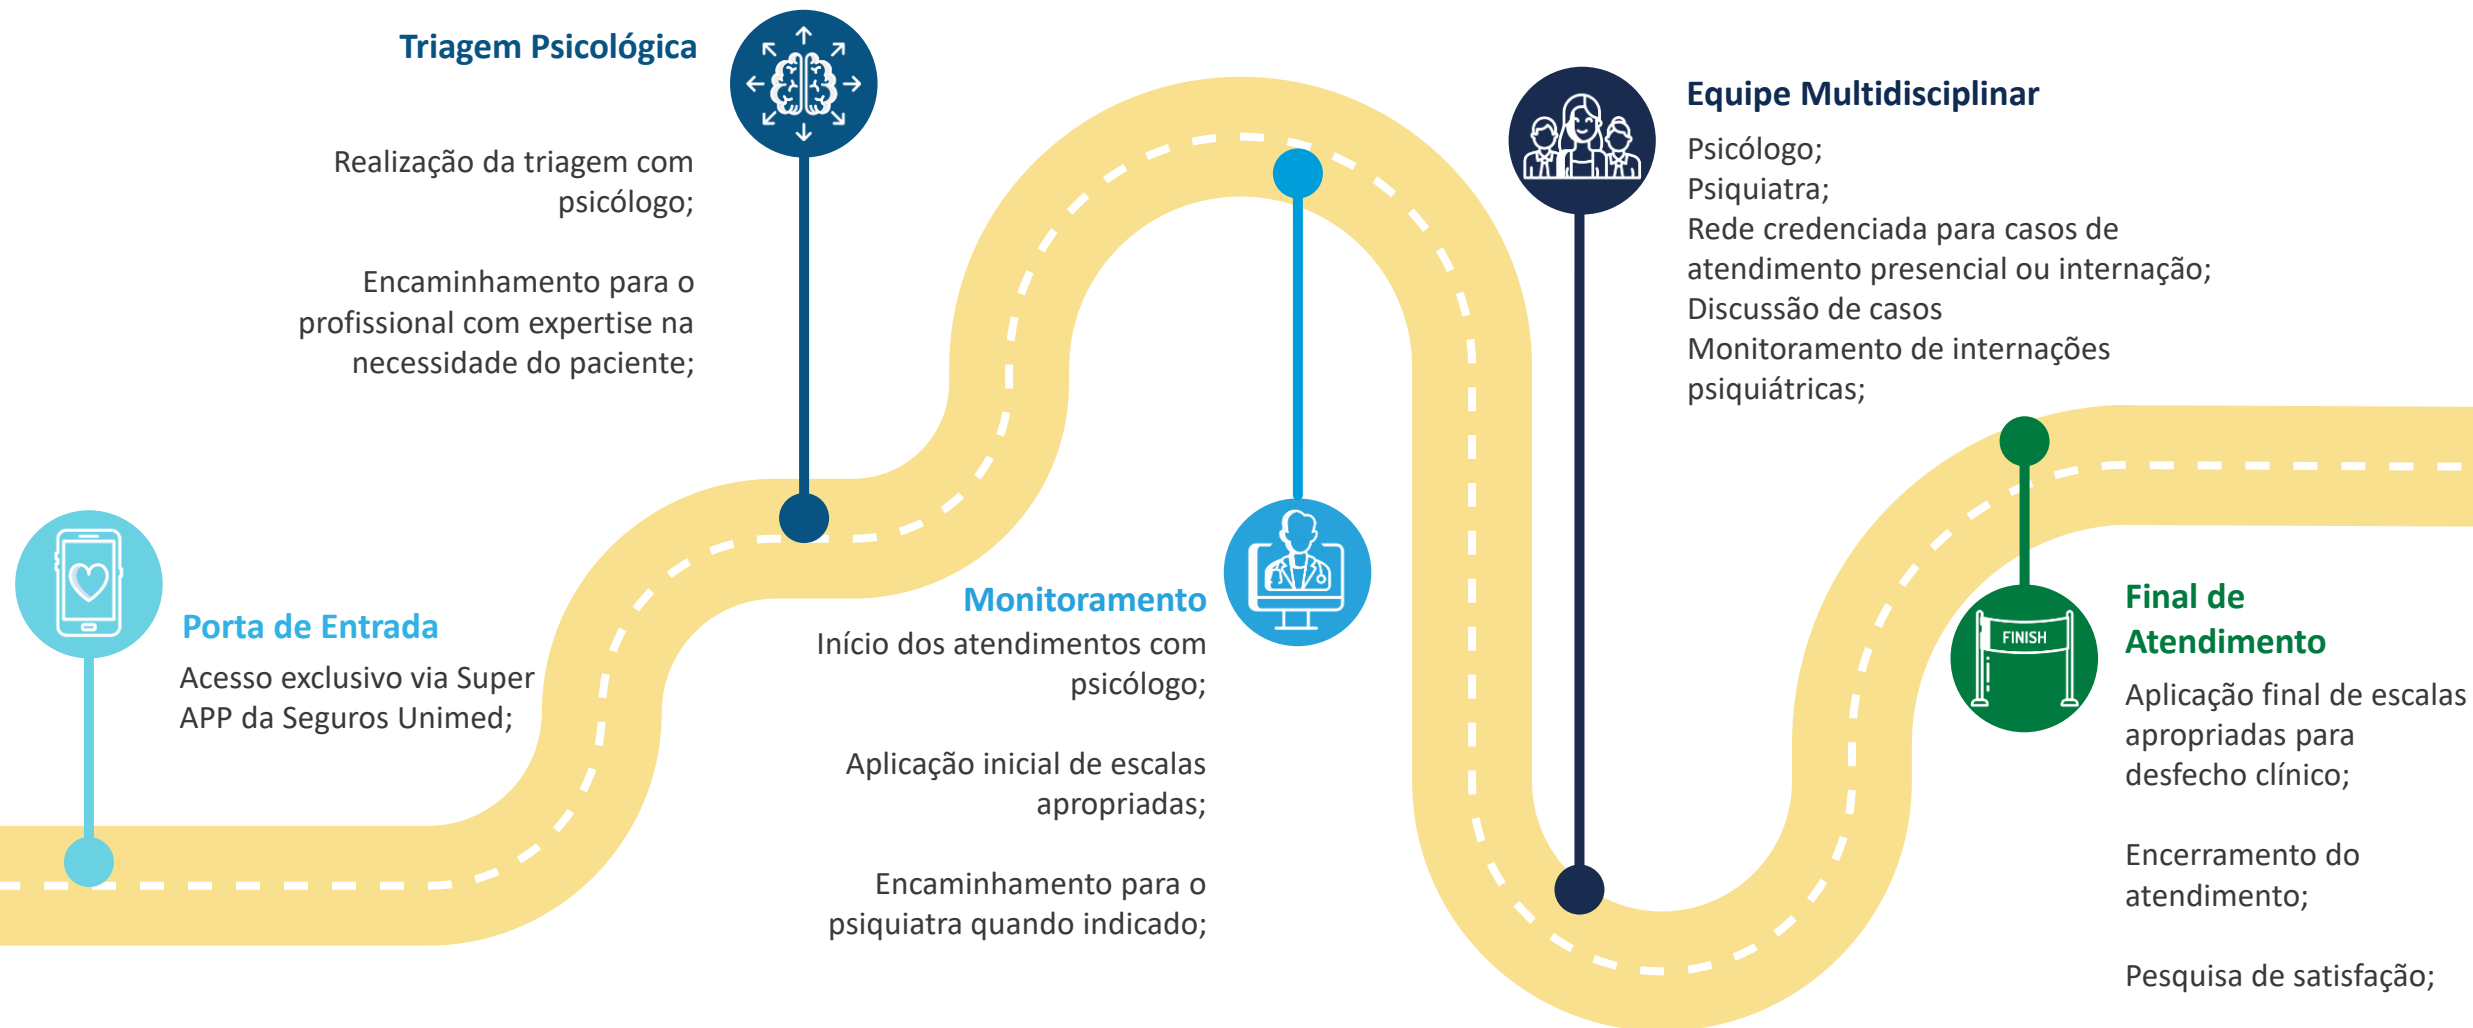 Triagem Psicológica
Realização da triagem com
psicólogo;
Encaminhamento para o
profissional com expertise na
necessidade do paciente;
Equipe Multidisciplinar
Psicólogo;
Psiquiatra;
Rede credenciada para casos de
atendimento presencial ou internação;
Discussão de casos
Monitoramento de internações
psiquiátricas;
Porta de Entrada
Acesso exclusivo via Super
APP da Seguros Unimed;
Monitoramento
Início dos atendimentos com
psicólogo;
Aplicação inicial de escalas
apropriadas;
Encaminhamento para o
psiquiatra quando indicado;
FINISH
Final de
Atendimento
Aplicação final de escalas
apropriadas para
desfecho clínico;
Encerramento do
atendimento;
Pesquisa de satisfação;